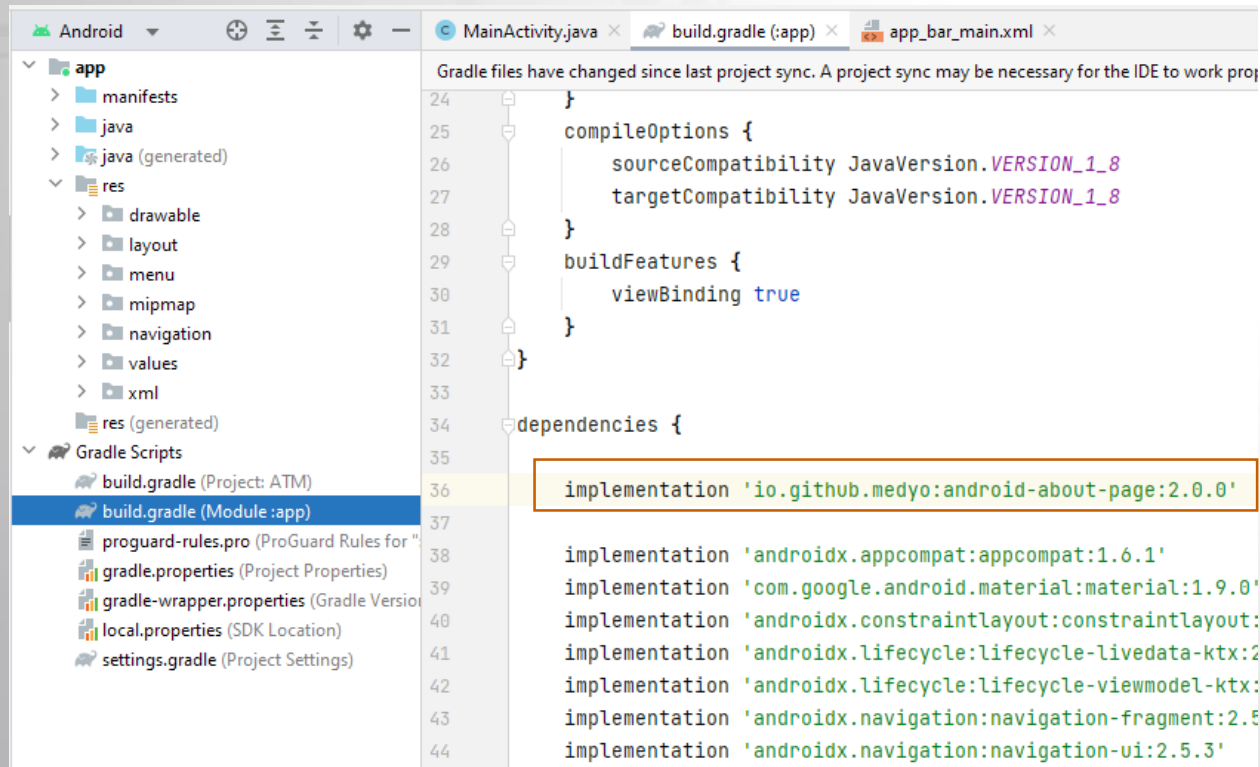 Android
MainActivity.java
build.gradle (:app)
app_bar_main.xml
app
manifests
java
java (generated)
res
drawable
layout
menu
mipmap
navigation
values
xml
res (generated)
Gradle Scripts
build.gradle (Project: ATM)
build.gradle (Module :app)
proguard-rules.pro (ProGuard Rules for ":
gradle.properties (Project Properties)
gradle-wrapper.properties (Gradle Version
local.properties (SDK Location)
settings.gradle (Project Settings)
Gradle files have changed since last project sync. A project sync may be necessary for the IDE to work prop
24 }
25 compileOptions {
26 sourceCompatibility JavaVersion.VERSION_1_8
27 targetCompatibility JavaVersion.VERSION_1_8
28 }
29 buildFeatures {
30 viewBinding true
31 }
32 }
33
34 dependencies {
35
36 implementation 'io.github.medyo:android-about-page:2.0.0'
37
38 implementation 'androidx.appcompat:appcompat:1.6.1'
39 implementation 'com.google.android.material:material:1.9.0'
40 implementation 'androidx.constraintlayout:constraintlayout:
41 implementation 'androidx.lifecycle:lifecycle-livedata-ktx:2
42 implementation 'androidx.lifecycle:lifecycle-viewmodel-ktx:
43 implementation 'androidx.navigation:navigation-fragment:2.5
44 implementation 'androidx.navigation:navigation-ui:2.5.3'